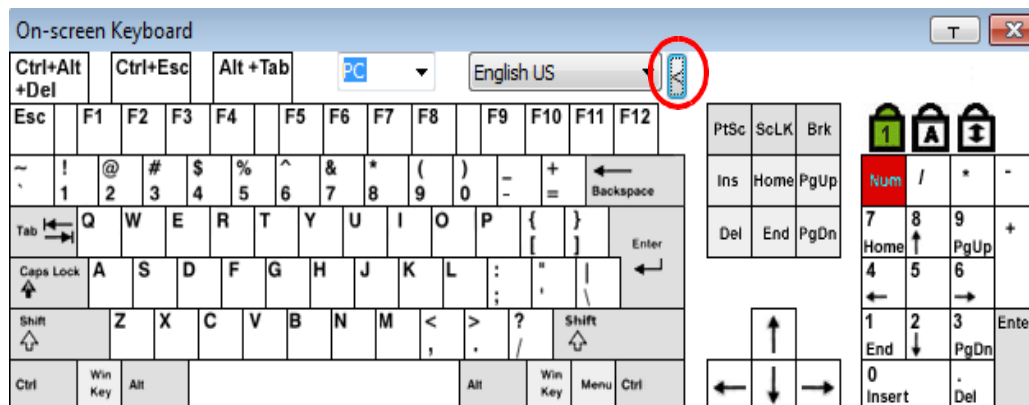 On-screen Keyboard T X
Ctrl+Alt +Del Ctrl+Esc Alt +Tab PC English US <
Esc F1 F2 F3 F4 F5 F6 F7 F8 F9 F10 F11 F12 PtSc ScLK Brk 1 A
~ ! @ # $ % ^ & * ( ) _ +
` 1 2 3 4 5 6 7 8 9 0 - = Backspace Ins Home PgUp Num / * -
Tab Q W E R T Y U I O P { }
[ ] Enter Del End PgDn 7 Home 8 9 PgUp +
Caps Lock A S D F G H J K L : " |
; ' \ 4 5 6
Shift Z X C V B N M < > ? Shift
, . / 1 End 2 3 PgDn Ente
Ctrl Win Key Alt Alt Win Key Menu Ctrl 0 Insert . Del